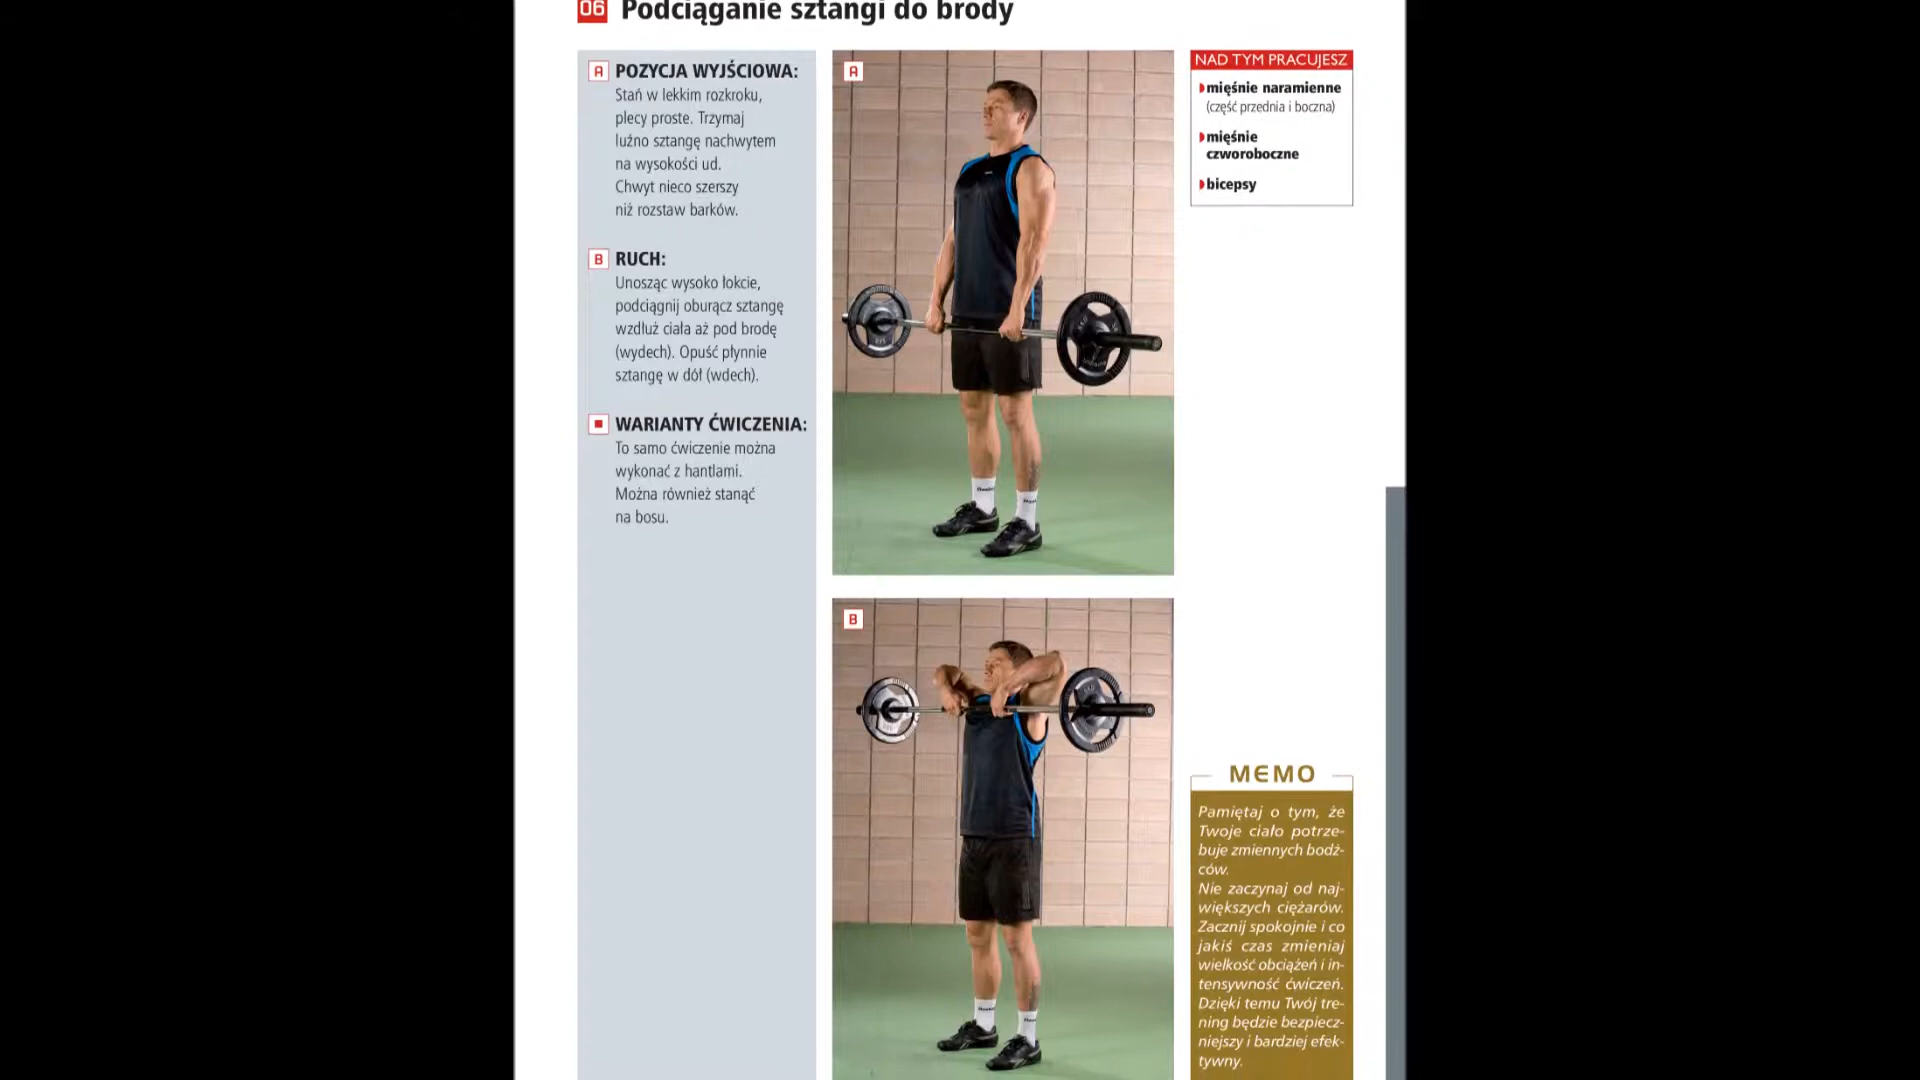 06 Podciąganie sztangi do brody
A POZYCJA WYJŚCIOWA:
Stań w lekkim rozkroku,
plecy proste. Trzymaj
luźno sztangę nachwytem
na wysokości ud.
Chwyt nieco szerszy
niż rozstaw barków.
B RUCH:
Unosząc wysoko łokcie,
podciągnij oburącz sztangę
wzdłuż ciała aż pod brodę
(wydech). Opuść płynnie
sztangę w dół (wdech).
WARIANTY ĆWICZENIA:
To samo ćwiczenie można
wykonać z hantlami.
Można również stanąć
na bosu.
A
B
NAD TYM PRACUJESZ
mięśnie naramienne
(część przednia i boczna)
mięśnie
czworoboczne
bicepsy
MEMO
Pamiętaj o tym, że
Twoje ciało potrze-
buje zmiennych bodź-
ców.
Nie zaczynaj od naj-
większych ciężarów.
Zacznij spokojnie i co
jakiś czas zmieniaj
wielkość obciążeń i in-
tensywność ćwiczeń.
Dzięki temu Twój tre-
ning będzie bezpiecz-
niejszy i bardziej efek-
tywny.